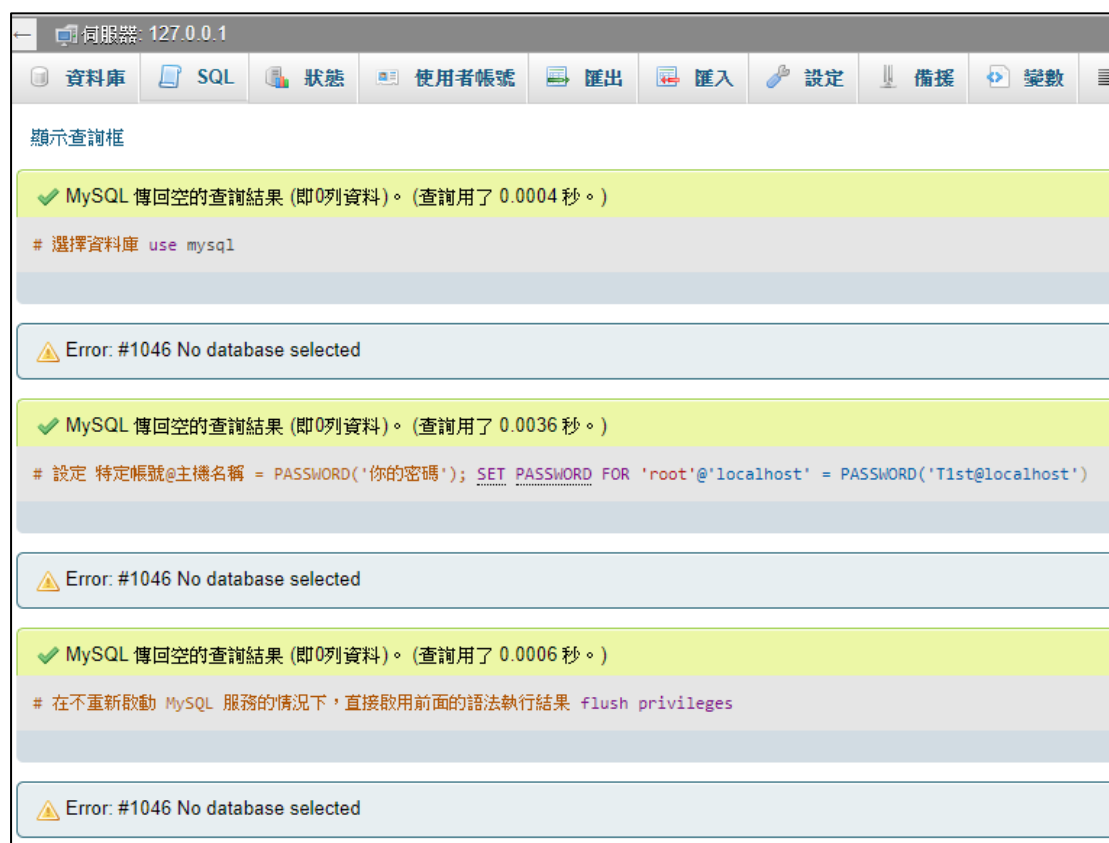 ← 伺服器: 127.0.0.1
資料庫 SQL 狀態 使用者帳號 匯出 匯入 設定 備援 變數
顯示查詢框
MySQL 傳回空的查詢結果 (即0列資料)。 (查詢用了 0.0004 秒。)
# 選擇資料庫 use mysql
Error: #1046 No database selected
MySQL 傳回空的查詢結果 (即0列資料)。 (查詢用了 0.0036 秒。)
# 設定 特定帳號@主機名稱 = PASSWORD('你的密碼'); SET PASSWORD FOR 'root'@'localhost' = PASSWORD('T1st@localhost')
Error: #1046 No database selected
MySQL 傳回空的查詢結果 (即0列資料)。 (查詢用了 0.0006 秒。)
# 在不重新啟動 MySQL 服務的情況下，直接啟用前面的語法執行結果 flush privileges
Error: #1046 No database selected